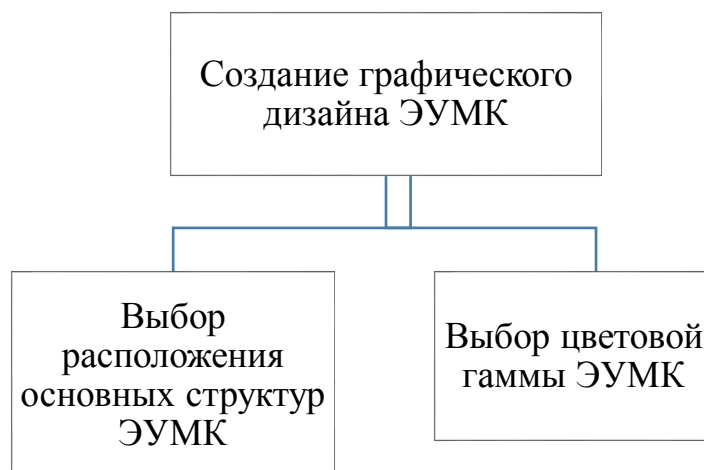 Создание графического
дизайна ЭУМК
Выбор
расположения
основных структур
ЭУМК
Выбор цветовой
гаммы ЭУМК